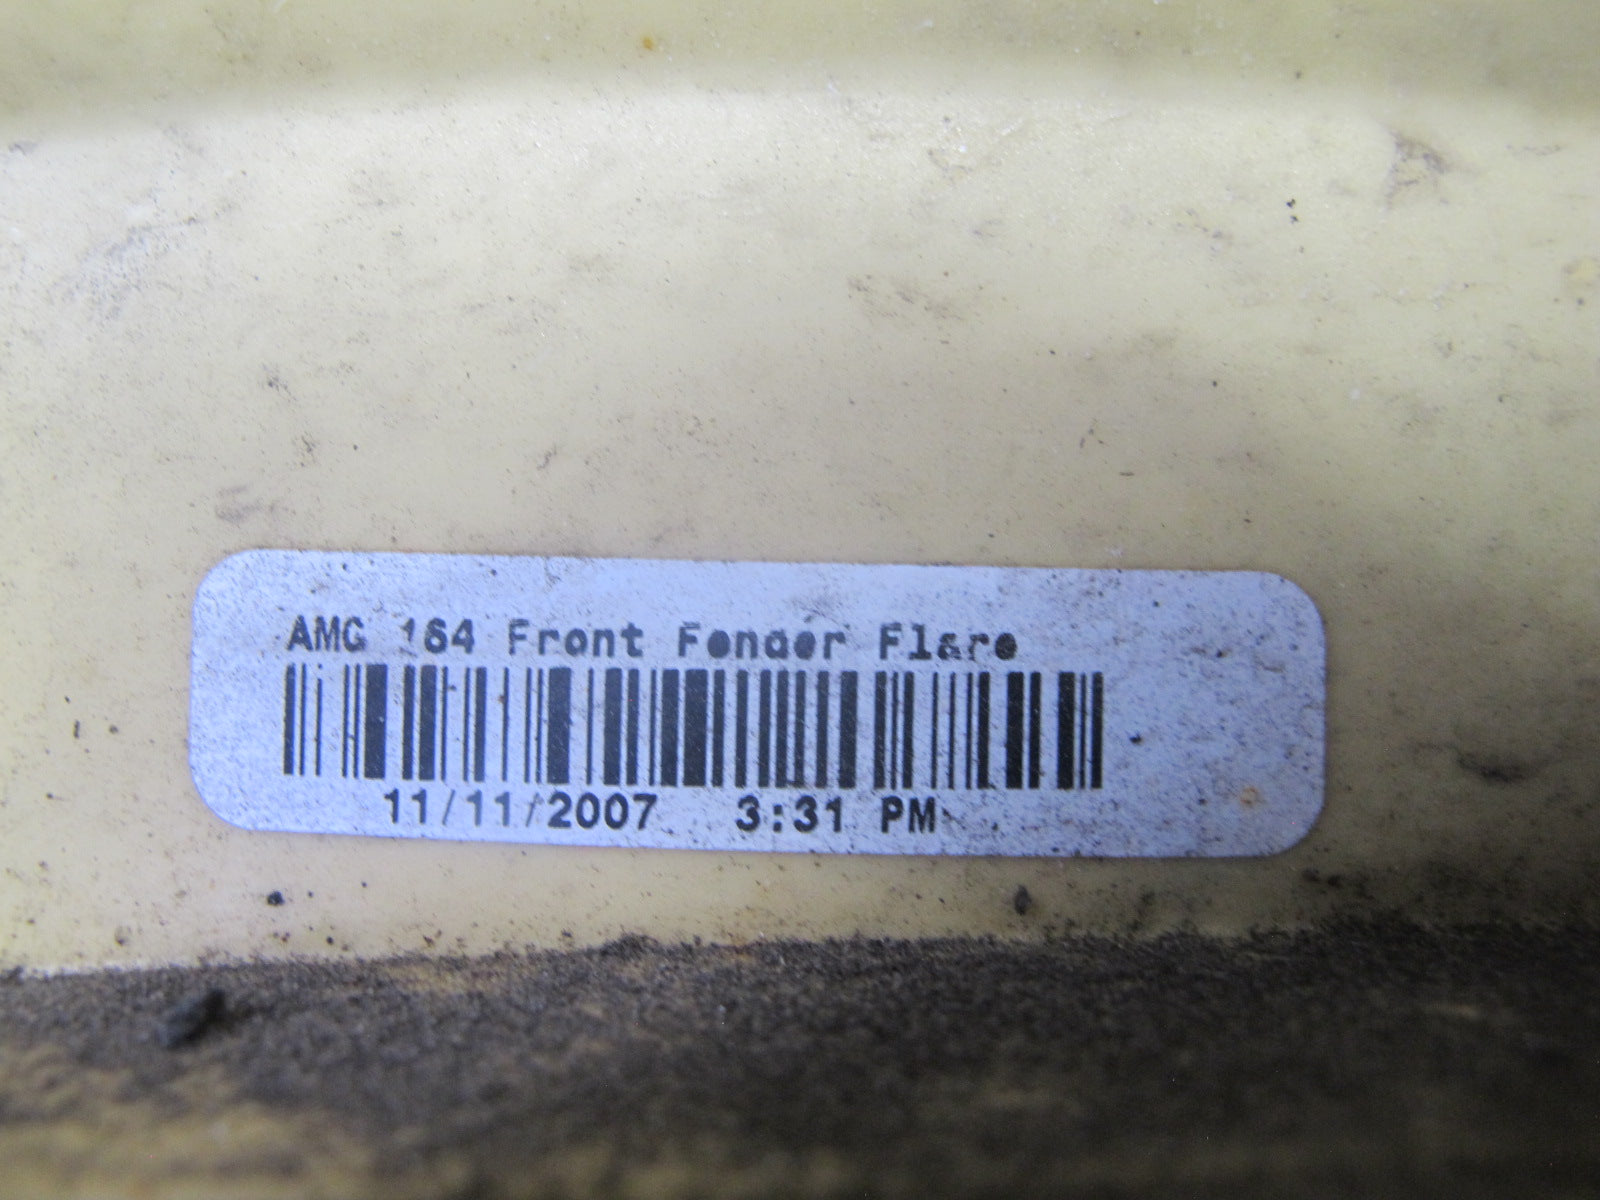 AMG 164 Front Fender Flare
11/11/2007 3:31 PM